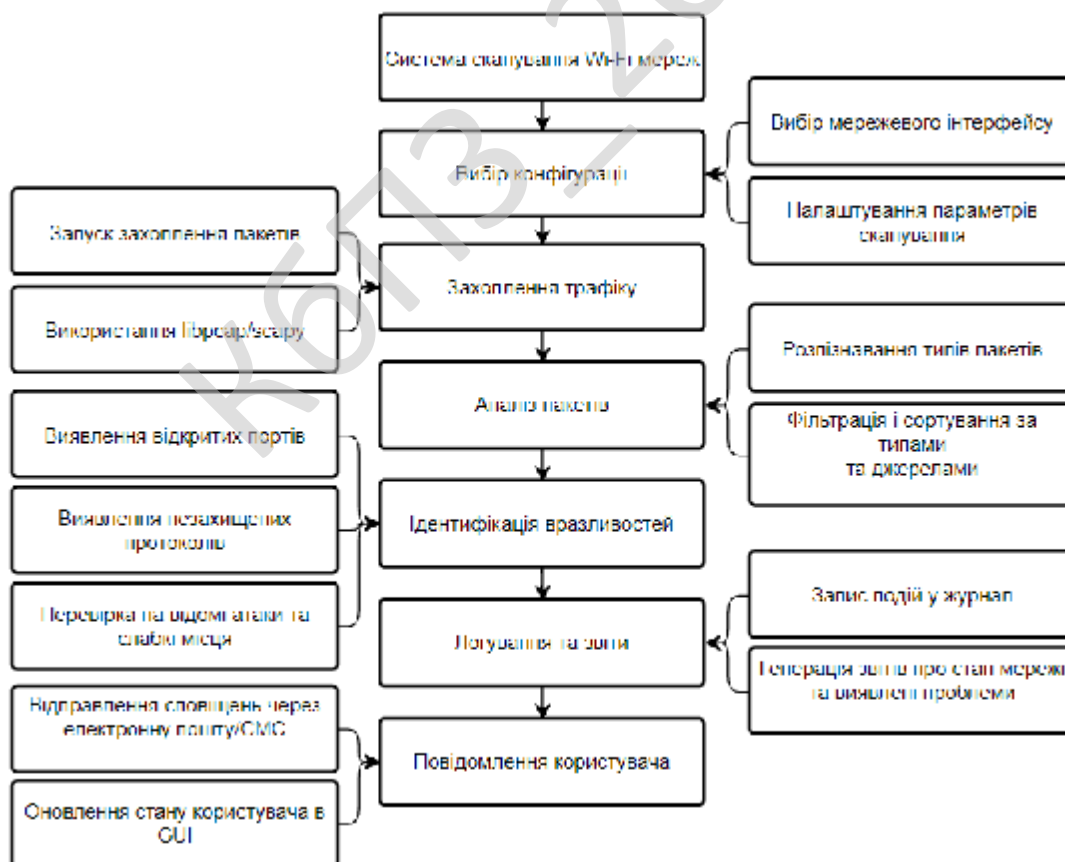 Система сканування Wi-Fi мереж
Вибір мережевого інтерфейсу
Вибір конфігурації
Налаштування параметрів
сканування
Запуск захоплення пакетів
Захоплення трафіку
Використання libpcap/scapy
Розпізнавання типів пакетів
Аналіз пакетів
Фільтрація і сортування за
типами
та джерелами
Виявлення відкритих портів
Виявлення незахищених
протоколів
Ідентифікація вразливостей
Перевірка на відомі атаки та
слабкі місця
Запис подій у журнал
Логування та звіти
Генерація звітів про стан мережі
та виявлені проблеми
Відправлення сповіщень через
електронну пошту/СМС
Повідомлення користувача
Оновлення стану користувача в
GUI